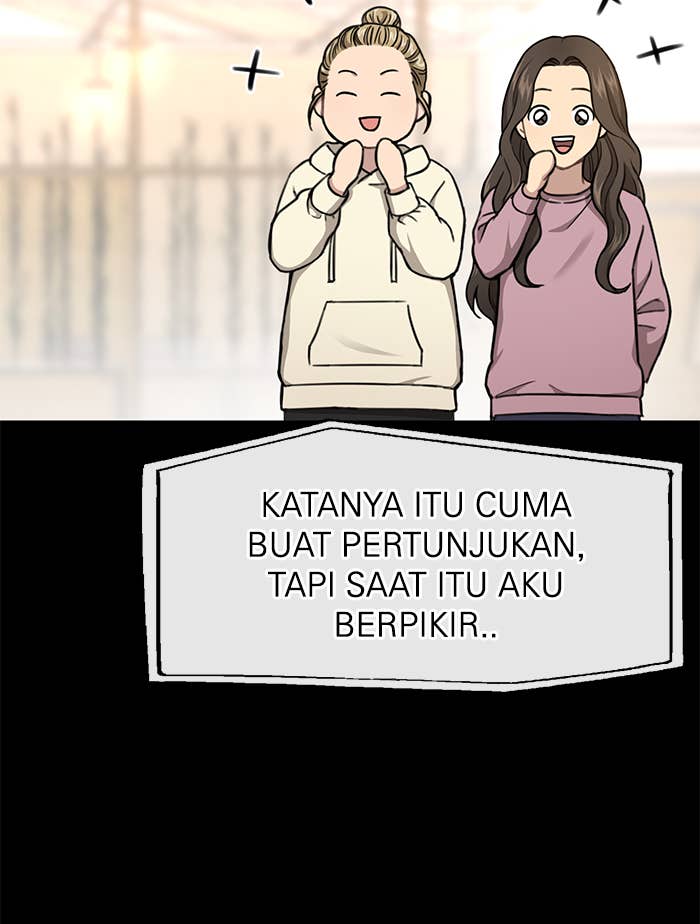 KATANYA ITU CUMA
BUAT PERTUNJUKAN,
TAPI SAAT ITU AKU
BERPIKIR..